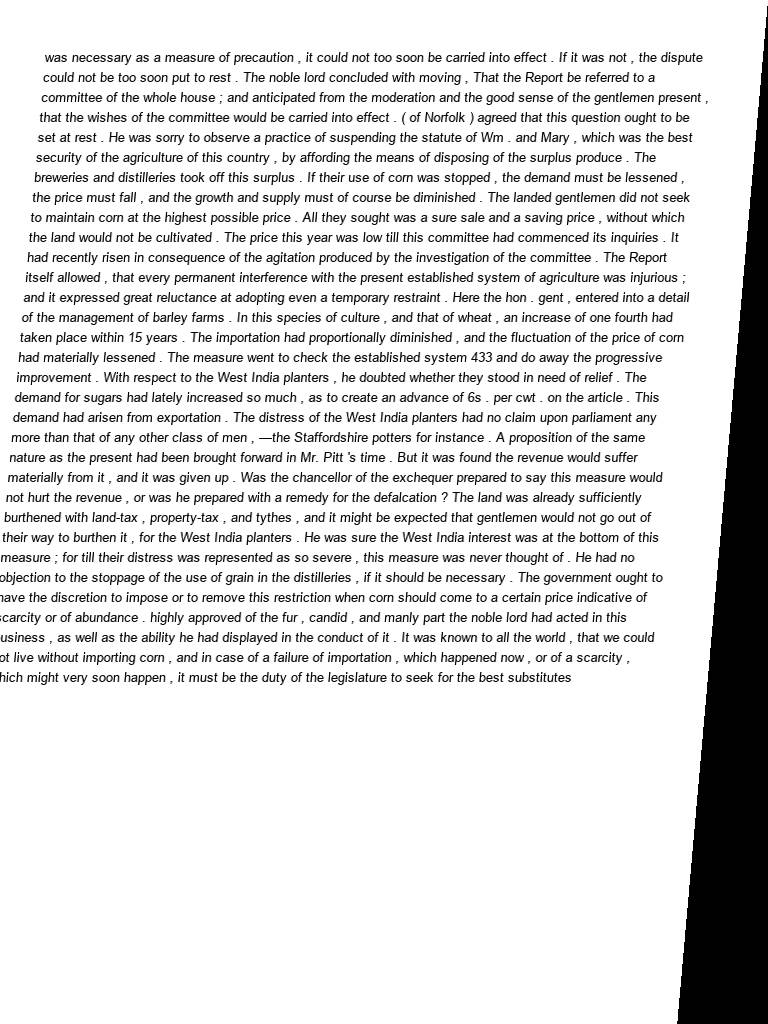 was necessary as a measure of precaution , it could not too soon be carried into effect . If it was not , the dispute
could not be too soon put to rest . The noble lord concluded with moving , That the Report be referred to a
committee of the whole house ; and anticipated from the moderation and the good sense of the gentlemen present ,
that the wishes of the committee would be carried into effect . ( of Norfolk ) agreed that this question ought to be
set at rest . He was sorry to observe a practice of suspending the statute of Wm . and Mary , which was the best
security of the agriculture of this country , by affording the means of disposing of the surplus produce . The
breweries and distilleries took off this surplus . If their use of corn was stopped , the demand must be lessened ,
the price must fall , and the growth and supply must of course be diminished . The landed gentlemen did not seek
to maintain corn at the highest possible price . All they sought was a sure sale and a saving price , without which
the land would not be cultivated . The price this year was low till this committee had commenced its inquiries . It
had recently risen in consequence of the agitation produced by the investigation of the committee . The Report
itself allowed , that every permanent interference with the present established system of agriculture was injurious ;
and it expressed great reluctance at adopting even a temporary restraint . Here the hon . gent , entered into a detail
of the management of barley farms . In this species of culture , and that of wheat , an increase of one fourth had
taken place within 15 years . The importation had proportionally diminished , and the fluctuation of the price of corn
had materially lessened . The measure went to check the established system 433 and do away the progressive
improvement . With respect to the West India planters , he doubted whether they stood in need of relief . The
demand for sugars had lately increased so much , as to create an advance of 6s . per cwt . on the article . This
demand had arisen from exportation . The distress of the West India planters had no claim upon parliament any
more than that of any other class of men , —the Staffordshire potters for instance . A proposition of the same
nature as the present had been brought forward in Mr. Pitt 's time . But it was found the revenue would suffer
materially from it , and it was given up . Was the chancellor of the exchequer prepared to say this measure would
not hurt the revenue , or was he prepared with a remedy for the defalcation ? The land was already sufficiently
burthened with land-tax , property-tax , and tythes , and it might be expected that gentlemen would not go out of
their way to burthen it , for the West India planters . He was sure the West India interest was at the bottom of this
measure ; for till their distress was represented as so severe , this measure was never thought of . He had no
objection to the stoppage of the use of grain in the distilleries , if it should be necessary . The government ought to
have the discretion to impose or to remove this restriction when corn should come to a certain price indicative of
scarcity or of abundance . highly approved of the fur , candid , and manly part the noble lord had acted in this
usiness , as well as the ability he had displayed in the conduct of it . It was known to all the world , that we could
ot live without importing corn , and in case of a failure of importation , which happened now , or of a scarcity ,
hich might very soon happen , it must be the duty of the legislature to seek for the best substitutes